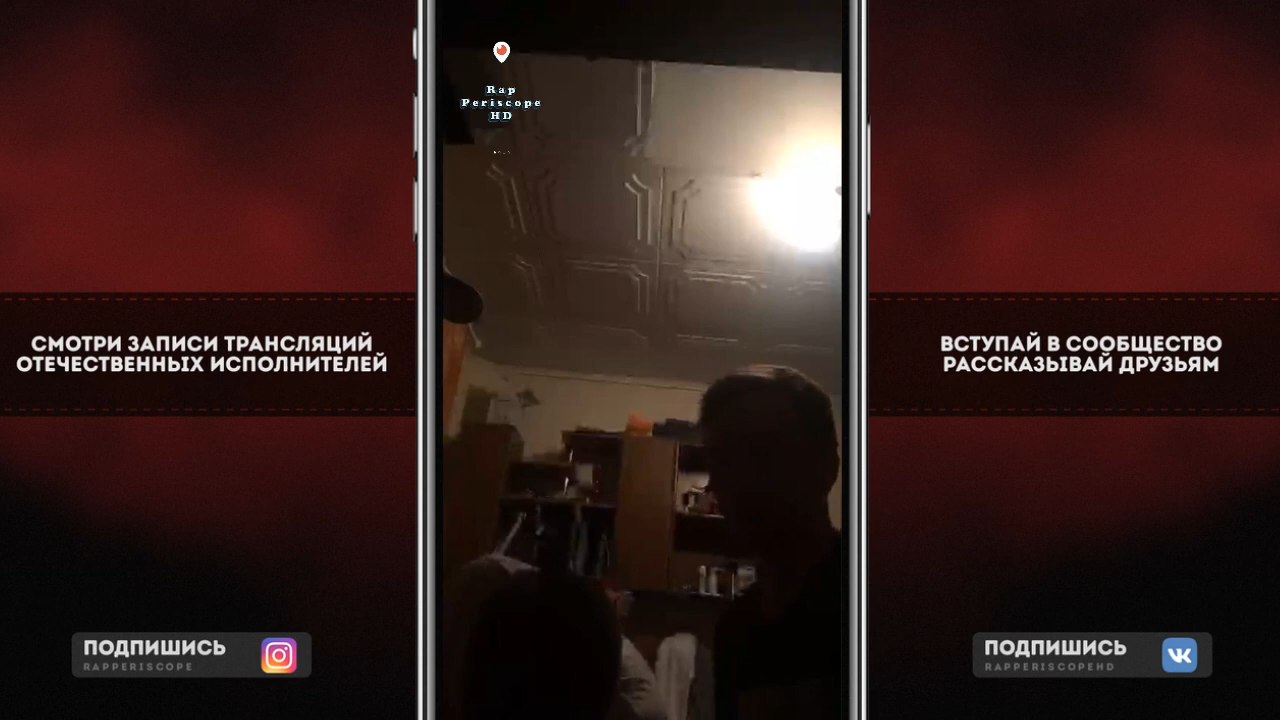 Rap
Periscope
HD
СМОТРИ ЗАПИСИ ТРАНСЛЯЦИЙ
ОТЕЧЕСТВЕННЫХ ИСПОЛНИТЕЛЕЙ
ВСТУПАЙ В СООБЩЕСТВО
РАССКАЗЫВАЙ ДРУЗЬЯМ
ПОДПИШИСЬ
RAPPERISCOPE
ПОДПИШИСЬ
RAPPERISCOPEHD